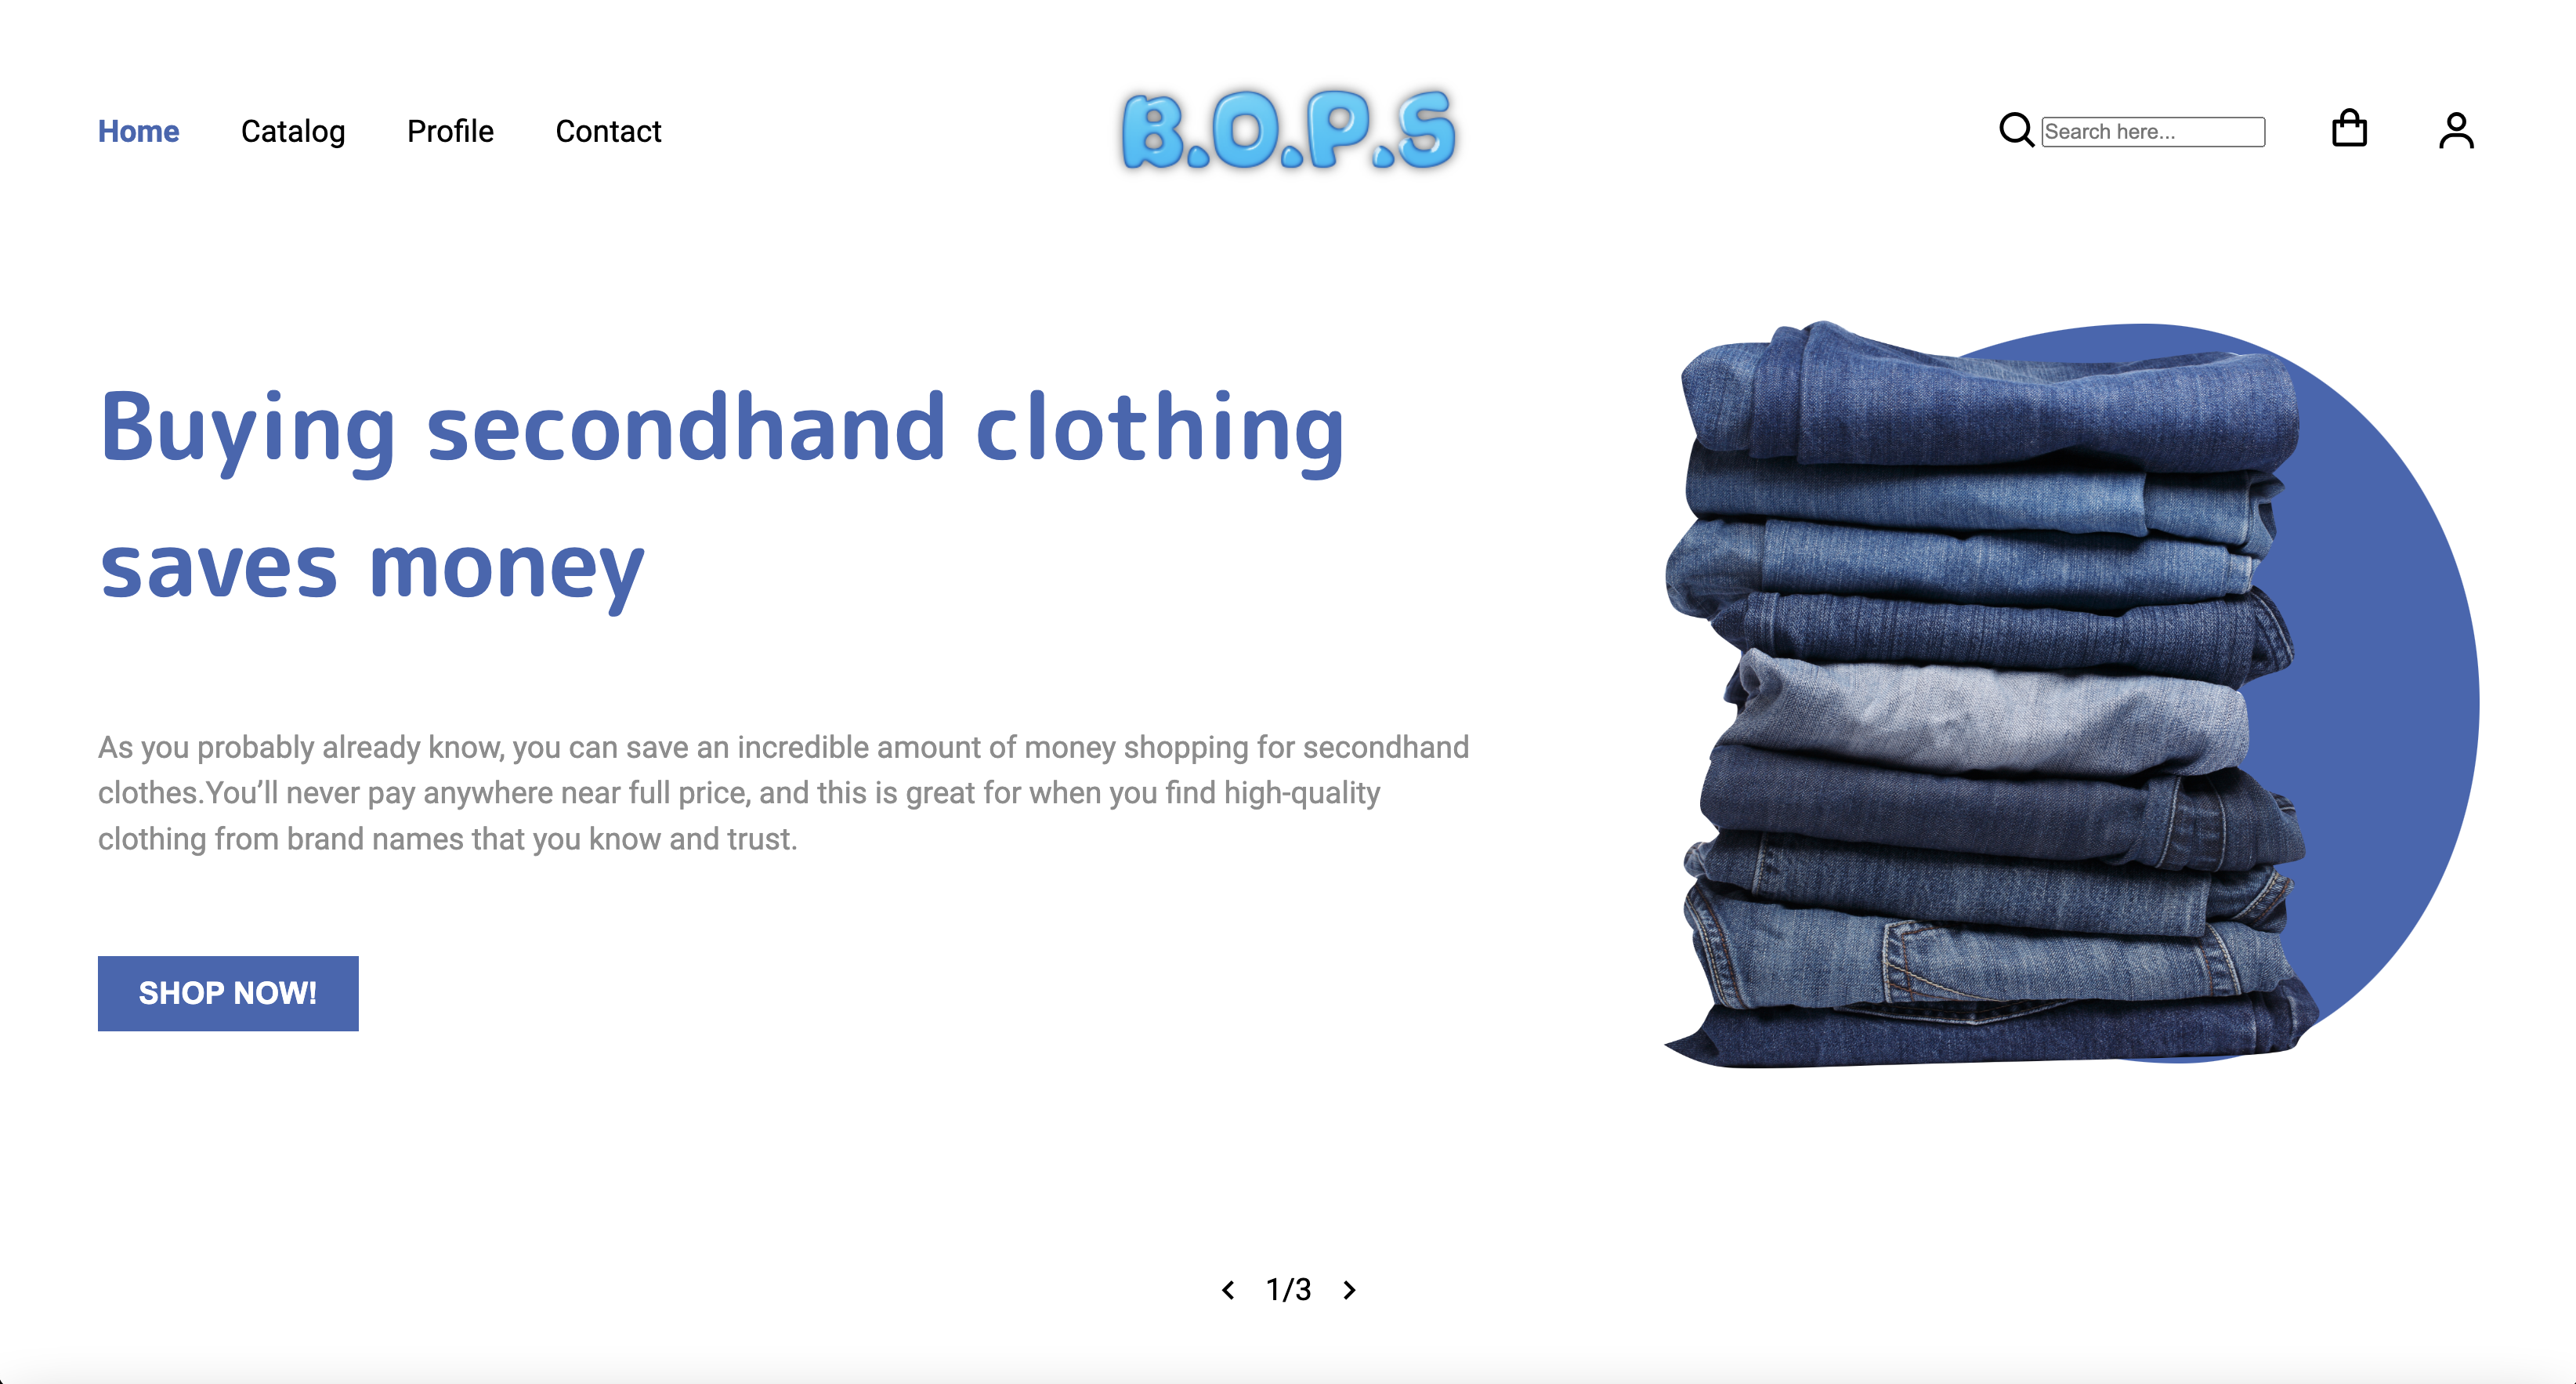 Home Catalog Profile Contact
B.O.P.S
Search here...
Buying secondhand clothing
saves money
As you probably already know, you can save an incredible amount of money shopping for secondhand
clothes.You’ll never pay anywhere near full price, and this is great for when you find high-quality
clothing from brand names that you know and trust.
SHOP NOW!
1/3